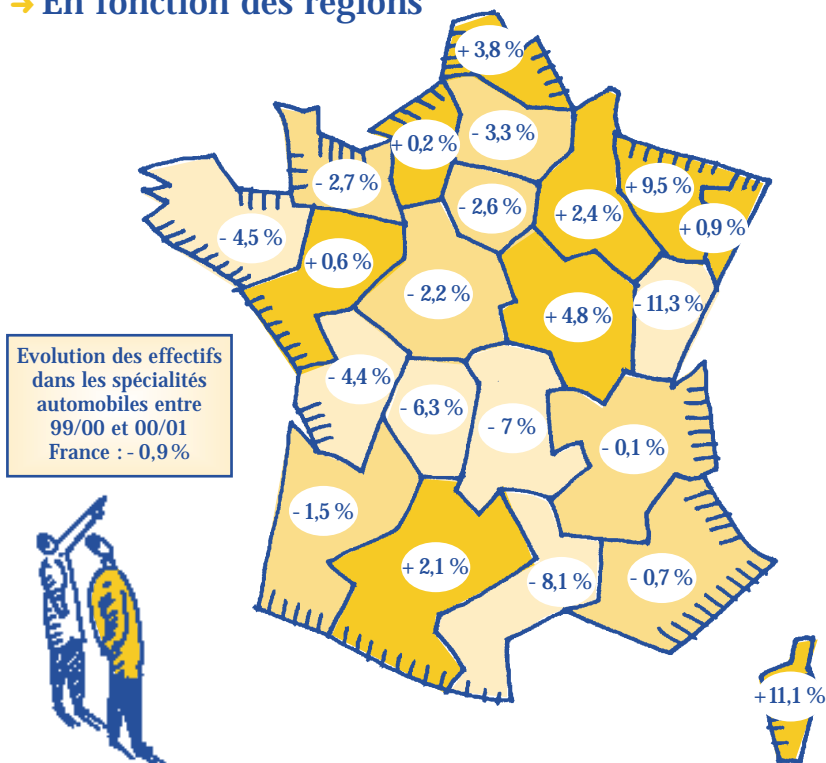 → En fonction des régions
+ 3,8 %
- 3,3 %
+ 0,2 %
- 2,7 %
- 2,6 %
+ 2,4 %
+ 9,5 %
+ 0,9 %
- 4,5 %
+ 0,6 %
- 2,2 %
+ 4,8 %
- 11,3 %
Evolution des effectifs
dans les spécialités
automobiles entre
99/00 et 00/01
France : - 0,9 %
- 4,4 %
- 6,3 %
- 7 %
- 0,1 %
- 1,5 %
+ 2,1 %
- 8,1 %
- 0,7 %
+11,1 %